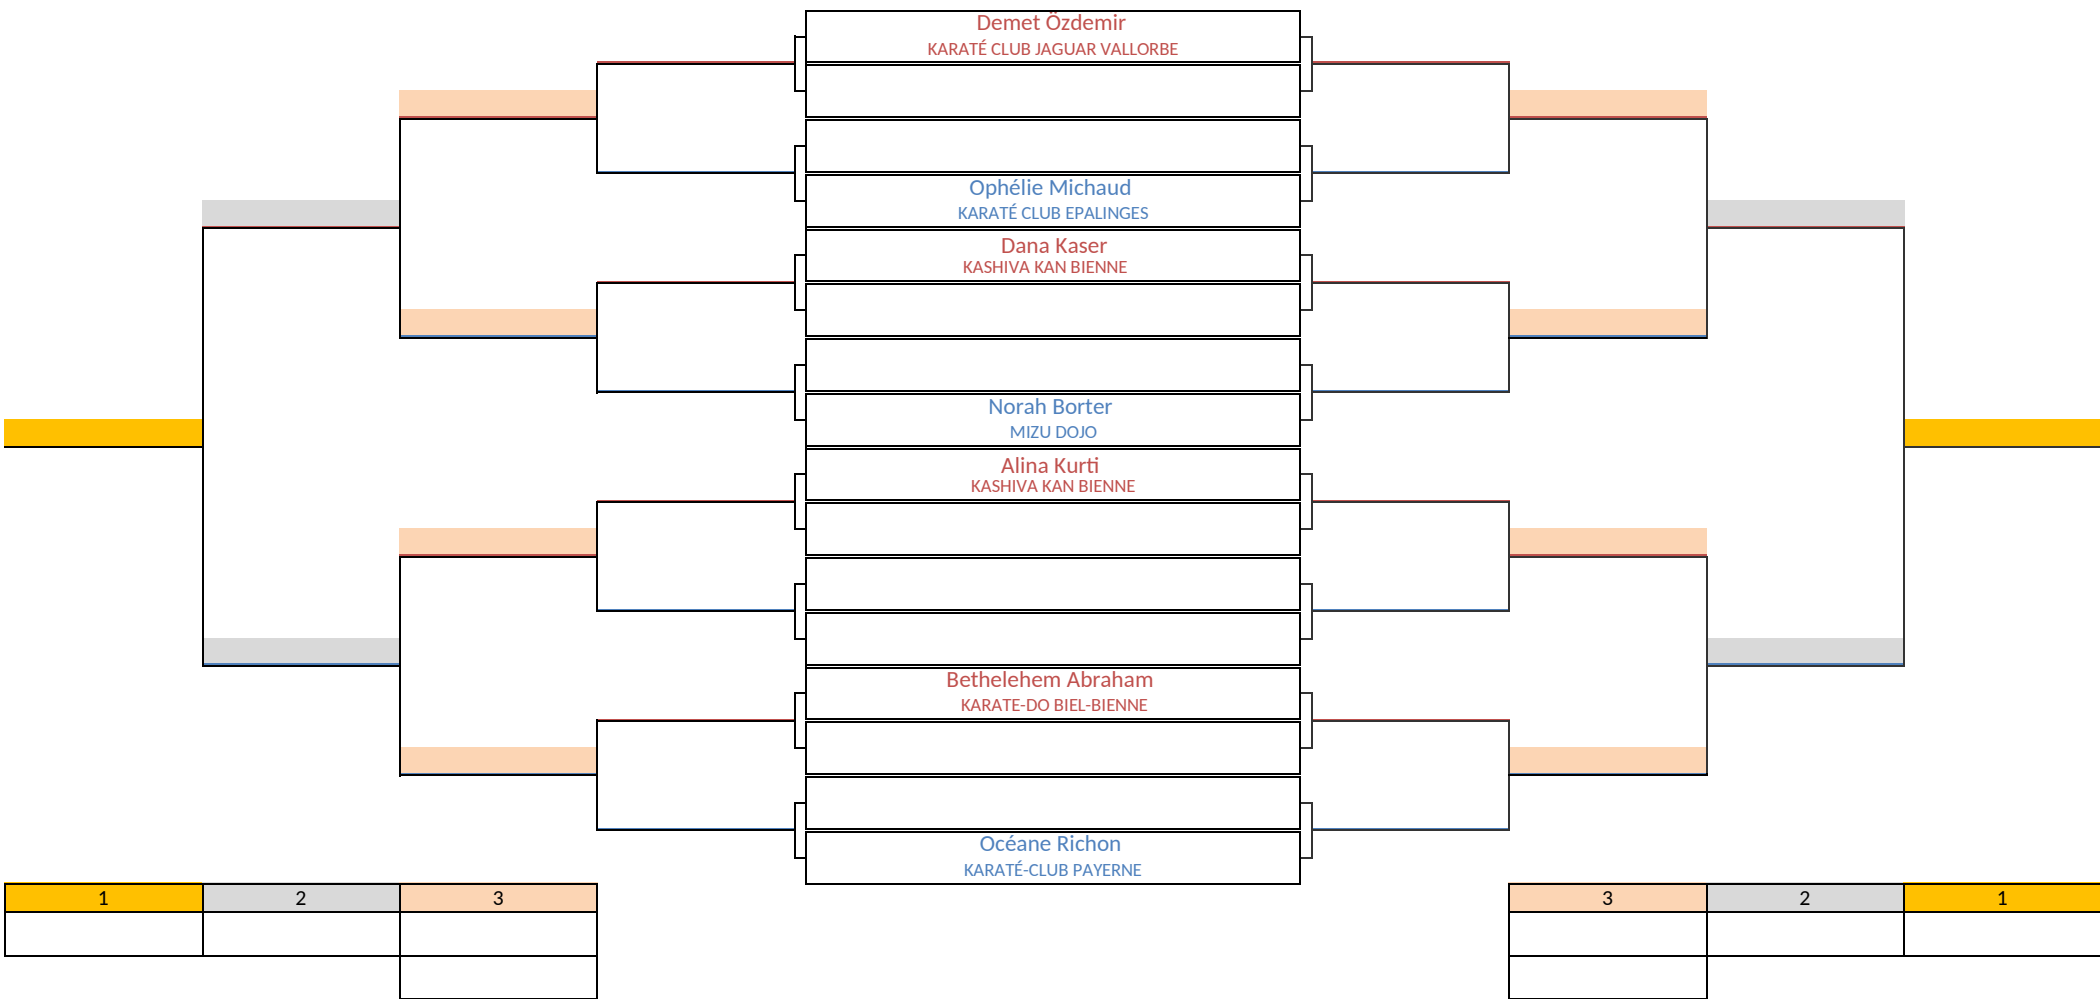 Demet Özdemir
KARATÉ CLUB JAGUAR VALLORBE
Ophélie Michaud
KARATÉ CLUB EPALINGES
Dana Kaser
KASHIVA KAN BIENNE
Norah Borter
MIZU DOJO
Alina Kurti
KASHIVA KAN BIENNE
Bethelehem Abraham
KARATE-DO BIEL-BIENNE
Océane Richon
KARATÉ-CLUB PAYERNE
1 2 3 3 2 1